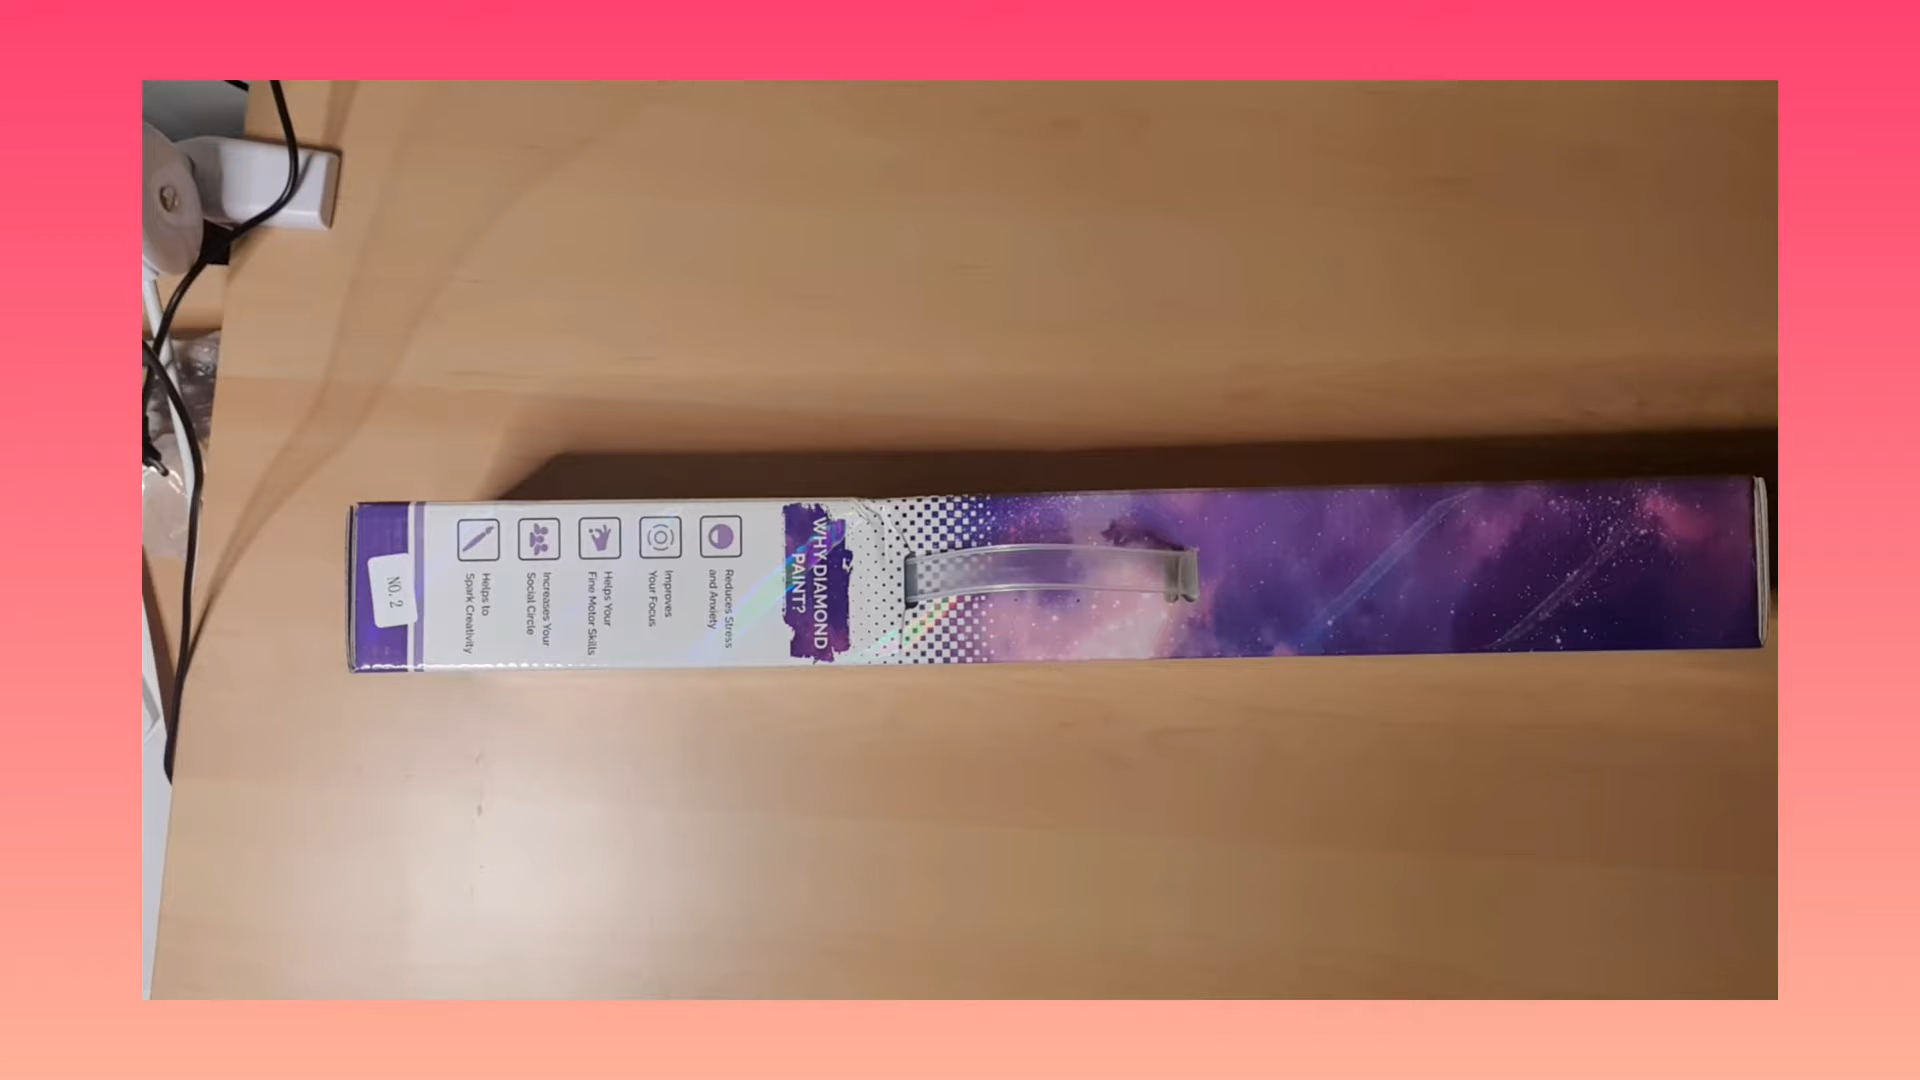 WHY DIAMOND
PAINT?
Reduces Stress
and Anxiety
Improves
Your Focus
Helps Your
Fine Motor Skills
Increases Your
Social Circle
Helps to
Spark Creativity
NO. 2